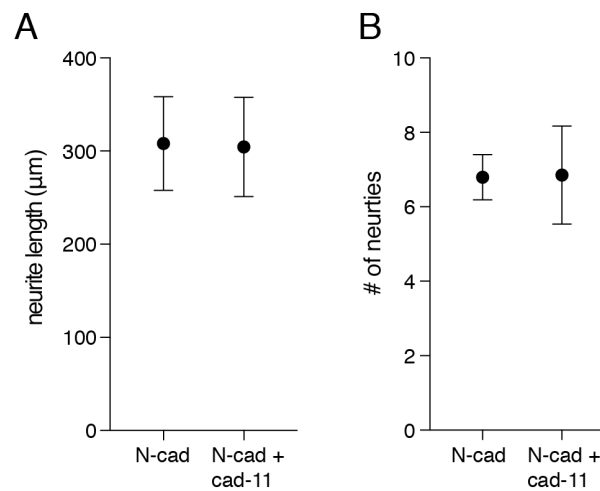 A
neurite length (µm)
400
300
200
100
0
N-cad
N-cad +
cad-11
B
# of neurties
10
8
6
4
2
0
N-cad
N-cad +
cad-11